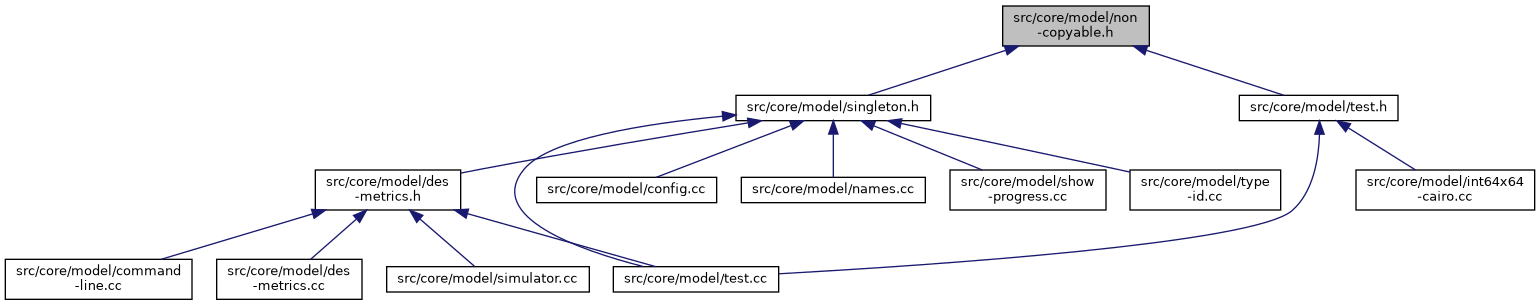 src/core/model/non
-copyable.h
src/core/model/singleton.h
src/core/model/test.h
src/core/model/des
-metrics.h
src/core/model/config.cc
src/core/model/names.cc
src/core/model/show
-progress.cc
src/core/model/type
-id.cc
src/core/model/int64x64
-cairo.cc
src/core/model/command
-line.cc
src/core/model/des
-metrics.cc
src/core/model/simulator.cc
src/core/model/test.cc